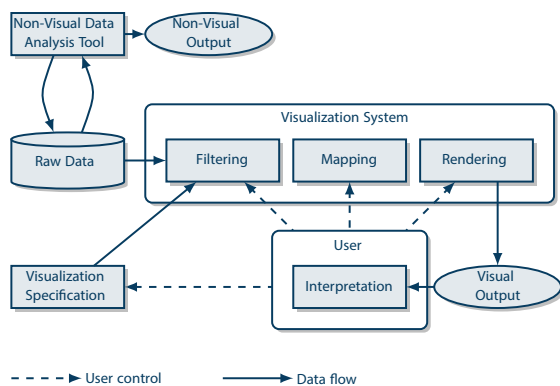 Non-Visual Data
Analysis Tool
Non-Visual
Output
Visualization System
Raw Data
Filtering
Mapping
Rendering
User
Visualization
Specification
Interpretation
Visual
Output
User control
Data flow